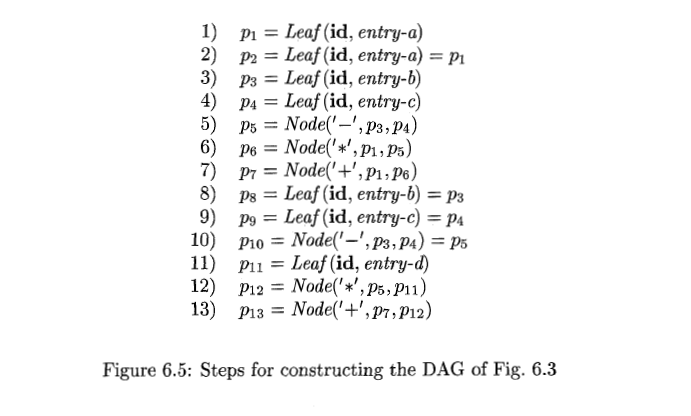 1) p1 = Leaf(id, entry-a)
2) p2 = Leaf(id, entry-a) = p1
3) p3 = Leaf(id, entry-b)
4) p4 = Leaf(id, entry-c)
5) p5 = Node('−', p3, p4)
6) p6 = Node('*', p1, p5)
7) p7 = Node('+', p1, p6)
8) p8 = Leaf(id, entry-b) = p3
9) p9 = Leaf(id, entry-c) = p4
10) p10 = Node('−', p3, p4) = p5
11) p11 = Leaf(id, entry-d)
12) p12 = Node('*', p5, p11)
13) p13 = Node('+', p7, p12)
Figure 6.5: Steps for constructing the DAG of Fig. 6.3